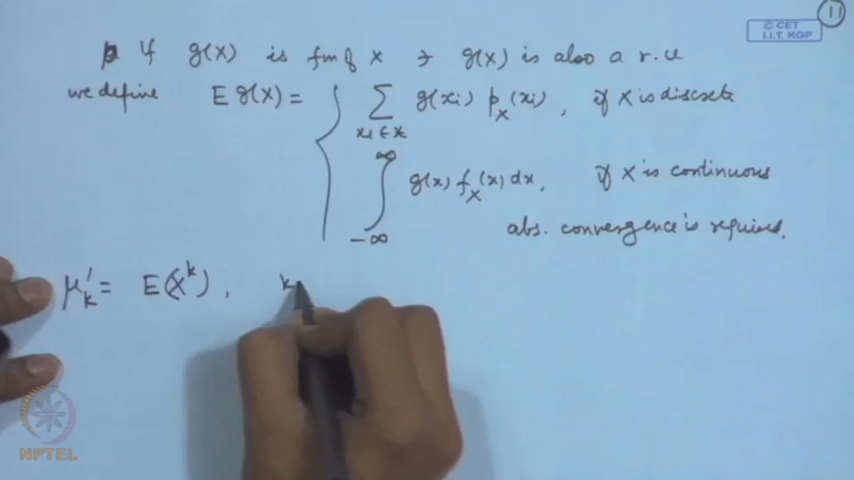 11
© CET
I.I.T. KGP
If g(X) is fn of X & g(X) is also a r.v
we define E g(X) = { Σ_{xi ∈ X} g(xi) p_X(xi), if X is discrete
∫_{-∞}^{∞} g(x) f_X(x) dx, if X is continuous
abs. convergence is required.
μ'_k = E(X^k), k
NPTEL